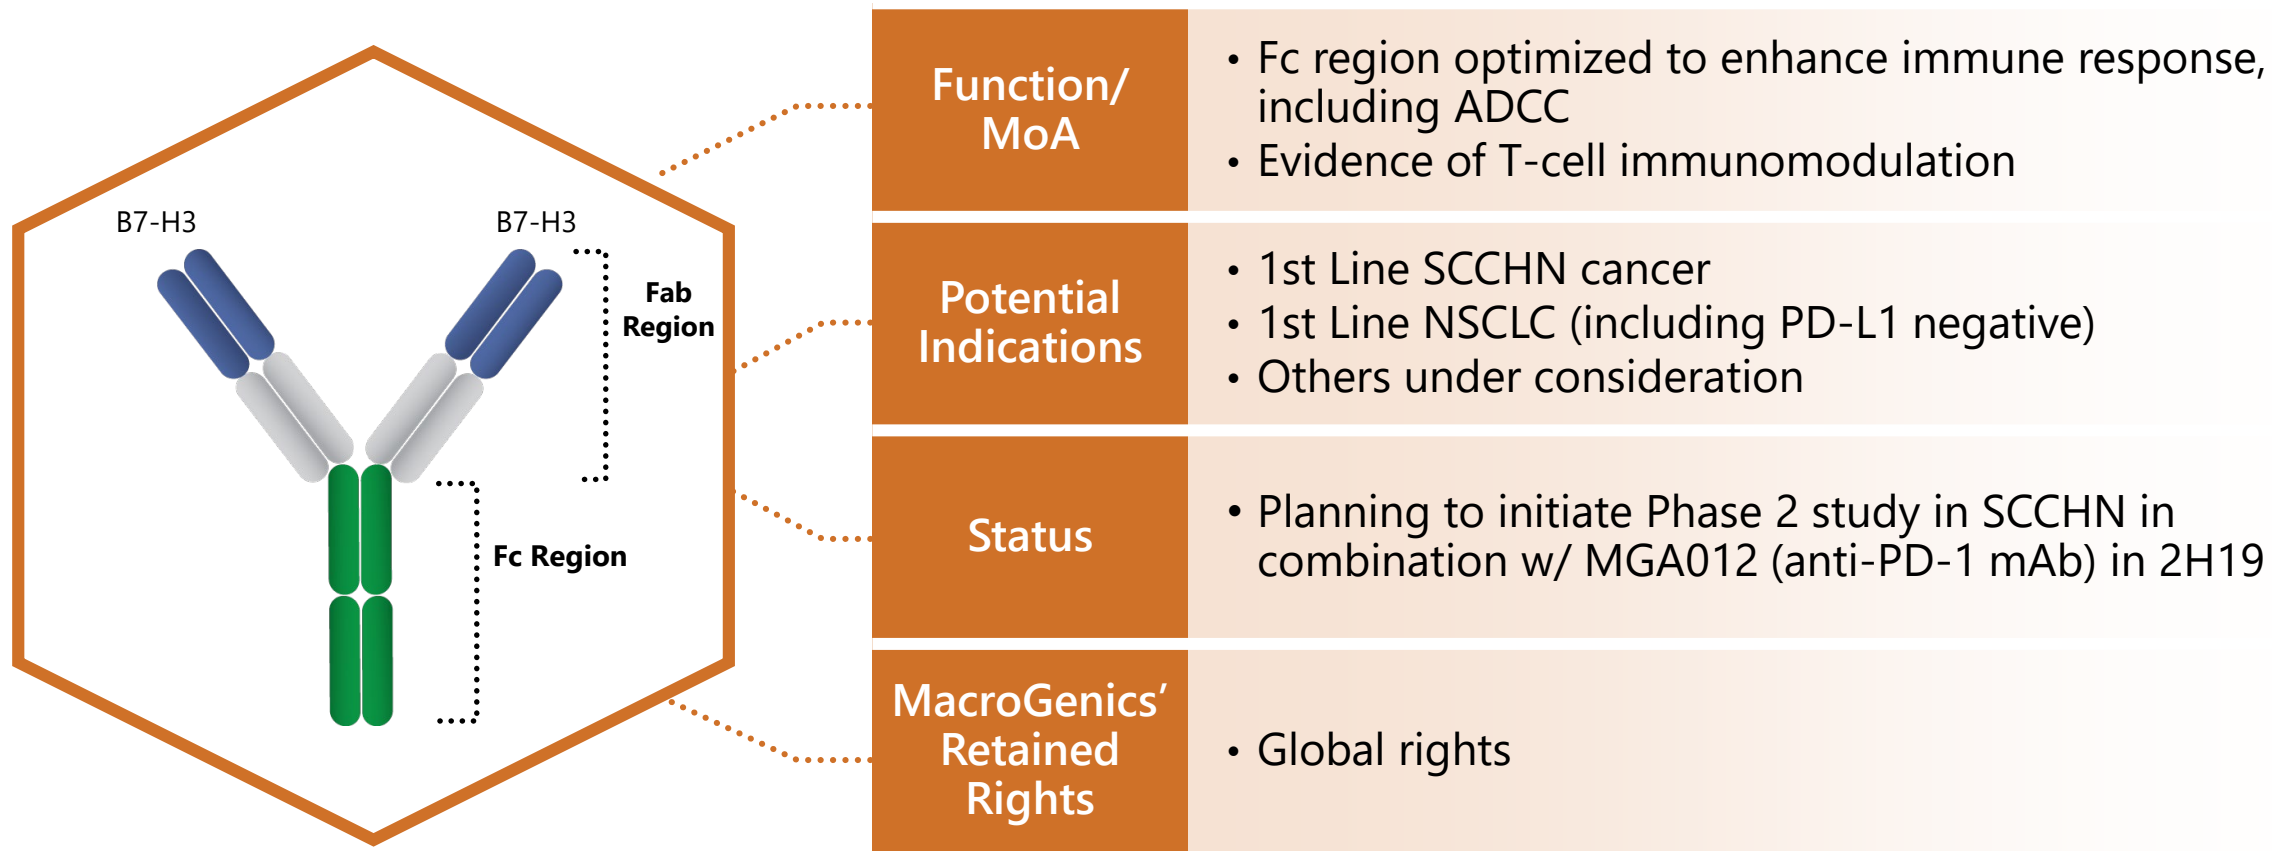 B7-H3
B7-H3
Fab
Region
Fc Region
Function/
MoA
• Fc region optimized to enhance immune response,
including ADCC
• Evidence of T-cell immunomodulation
Potential
Indications
• 1st Line SCCHN cancer
• 1st Line NSCLC (including PD-L1 negative)
• Others under consideration
Status
• Planning to initiate Phase 2 study in SCCHN in
combination w/ MGA012 (anti-PD-1 mAb) in 2H19
MacroGenics’
Retained
Rights
• Global rights